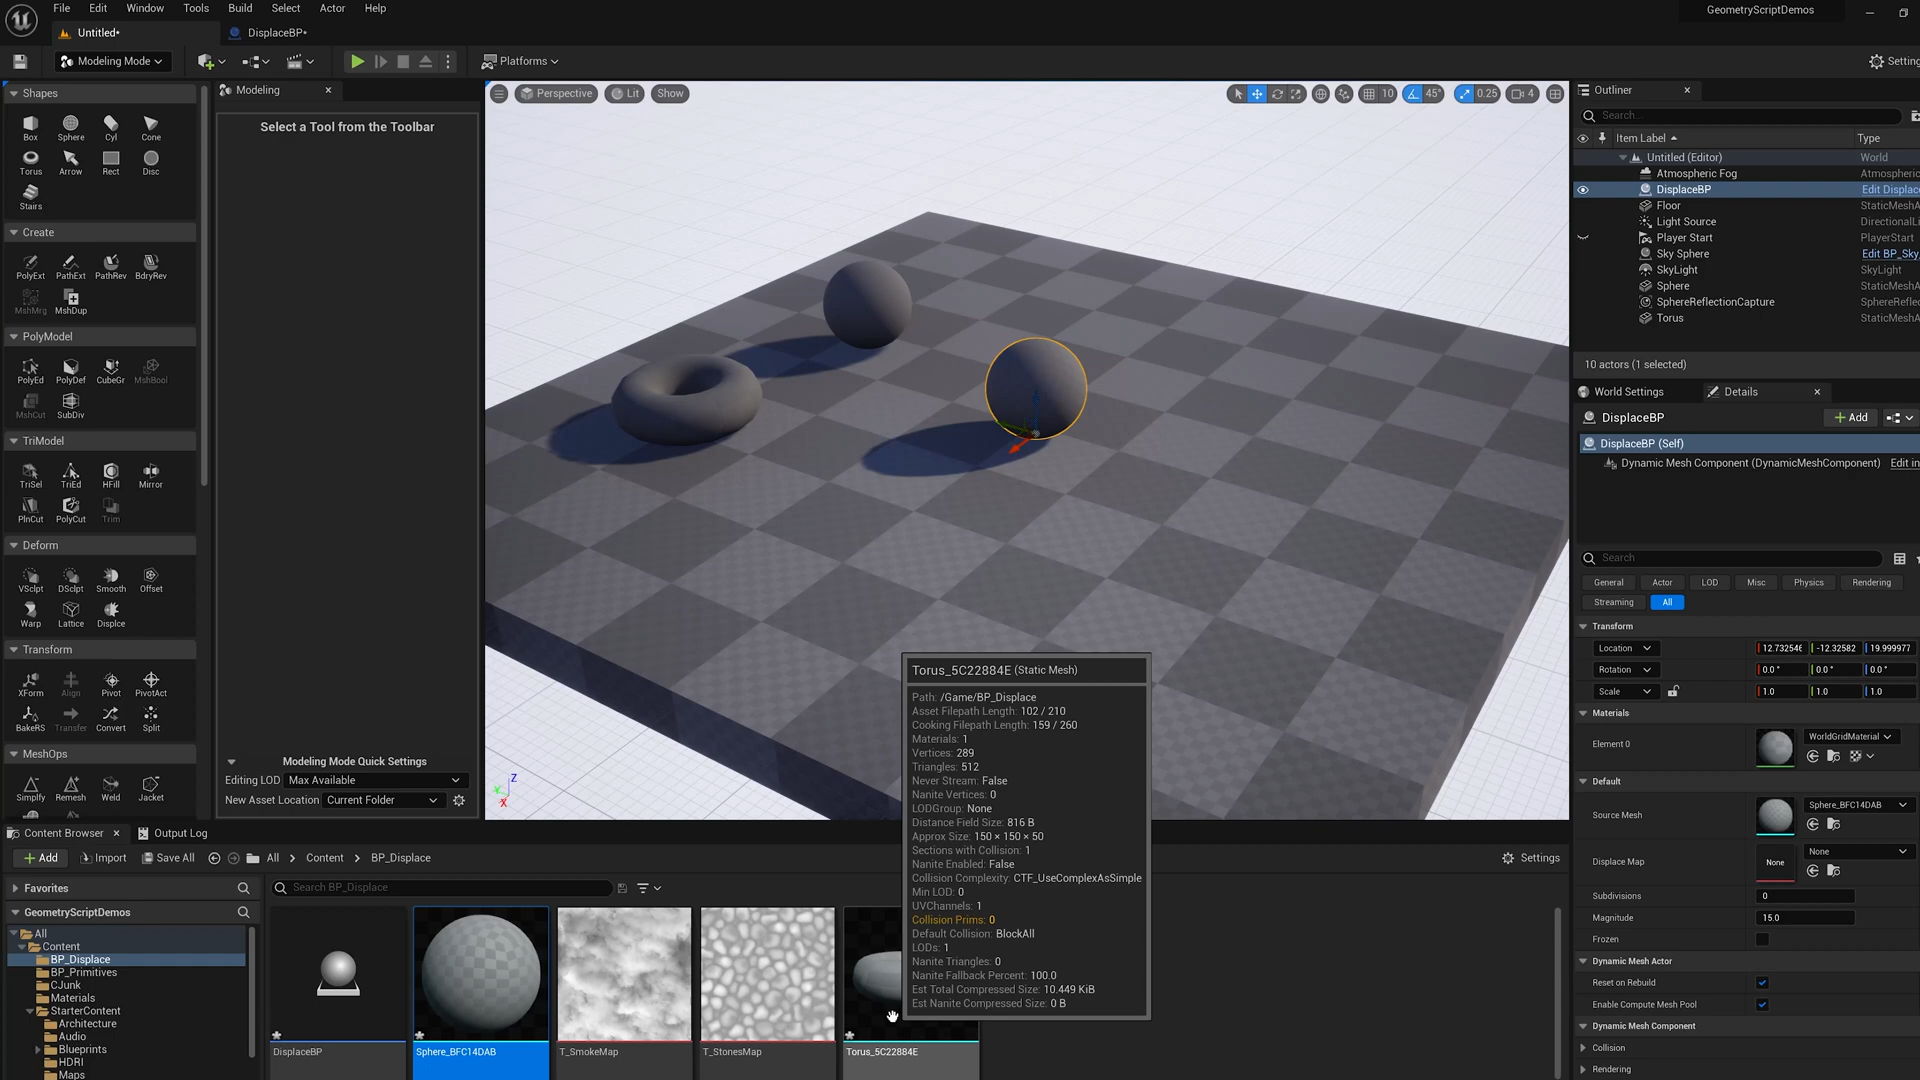 File Edit Window Tools Build Select Actor Help
GeometryScriptDemos
Untitled*
DisplaceBP*
Modeling Mode
Platforms
Shapes
Box Sphere Cyl Cone
Torus Arrow Rect Disc
Stairs
Create
PolyExt PathExt PathRev BdryRev
MshMrg MshDup
PolyModel
PolyEd PolyDef CubeGr MshBool
MshCut SubDiv
TriModel
TriSel TriEd HFill Mirror
PlnCut PolyCut Trim
Deform
VSclpt DSclpt Smooth Offset
Warp Lattice Displce
Transform
XForm Align Pivot PivotAct
BakeRS Transfer Convert Split
MeshOps
Simplfy Remesh Weld Jacket
Modeling
Select a Tool from the Toolbar
Modeling Mode Quick Settings
Editing LOD Max Available
New Asset Location Current Folder
Perspective Lit Show
10 45° 0.25 4
Z
Y
X
Torus_5C22884E (Static Mesh)
Path: /Game/BP_Displace
Asset Filepath Length: 102 / 210
Cooking Filepath Length: 159 / 260
Materials: 1
Vertices: 289
Triangles: 512
Never Stream: False
Nanite Vertices: 0
LODGroup: None
Distance Field Size: 816 B
Approx Size: 150 × 150 × 50
Sections with Collision: 1
Nanite Enabled: False
Collision Complexity: CTF_UseComplexAsSimple
Min LOD: 0
UVChannels: 1
Collision Prims: 0
Default Collision: BlockAll
LODs: 1
Nanite Triangles: 0
Nanite Fallback Percent: 100.0
Est Total Compressed Size: 10.449 KiB
Est Nanite Compressed Size: 0 B
Content Browser
Output Log
Add Import Save All All Content BP_Displace
Settings
Favorites
GeometryScriptDemos
All
Content
BP_Displace
BP_Primitives
CJunk
Materials
StarterContent
Architecture
Audio
Blueprints
HDRI
Maps
Search BP_Displace
DisplaceBP
Sphere_BFC14DAB
T_SmokeMap
T_StonesMap
Torus_5C22884E
Setting
Outliner
Search...
Item Label Type
Untitled (Editor) World
Atmospheric Fog Atmospheric
DisplaceBP Edit Displac
Floor StaticMeshA
Light Source DirectionalLi
Player Start PlayerStart
Sky Sphere Edit BP_Sky
SkyLight SkyLight
Sphere StaticMeshA
SphereReflectionCapture SphereReflec
Torus StaticMeshA
10 actors (1 selected)
World Settings
Details
DisplaceBP
Add
DisplaceBP (Self)
Dynamic Mesh Component (DynamicMeshComponent) Edit in
Search
General Actor LOD Misc Physics Rendering
Streaming All
Transform
Location 12.732546 -12.32582 19.999977
Rotation 0.0° 0.0° 0.0°
Scale 1.0 1.0 1.0
Materials
Element 0 WorldGridMaterial
Default
Source Mesh Sphere_BFC14DAB
Displace Map None None
Subdivisions 0
Magnitude 15.0
Frozen
Dynamic Mesh Actor
Reset on Rebuild
Enable Compute Mesh Pool
Dynamic Mesh Component
Collision
Rendering